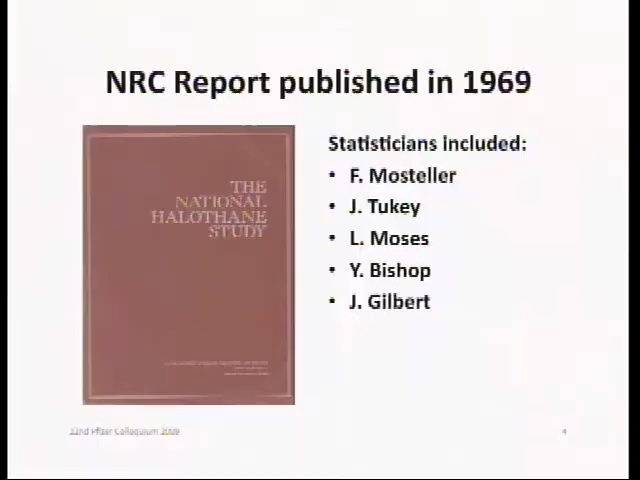 NRC Report published in 1969
THE
NATIONAL
HALOTHANE
STUDY
Statisticians included:
• F. Mosteller
• J. Tukey
• L. Moses
• Y. Bishop
• J. Gilbert
22nd Pfizer Colloquium 2009
4